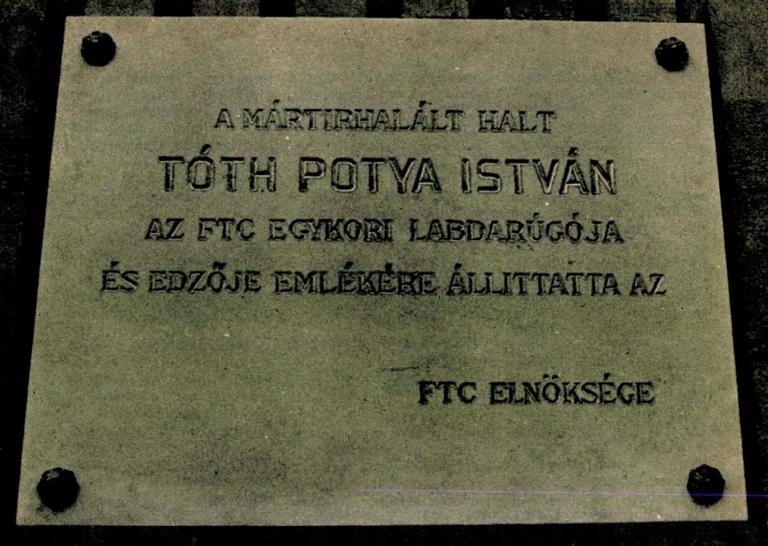 A MÁRTIRHALÁLT HALT
TÓTH POTYA ISTVÁN
AZ FTC EGYKORI LABDARÚGÓJA
ÉS EDZŐJE EMLÉKÉRE ÁLLITTATTA AZ
FTC ELNÖKSÉGE